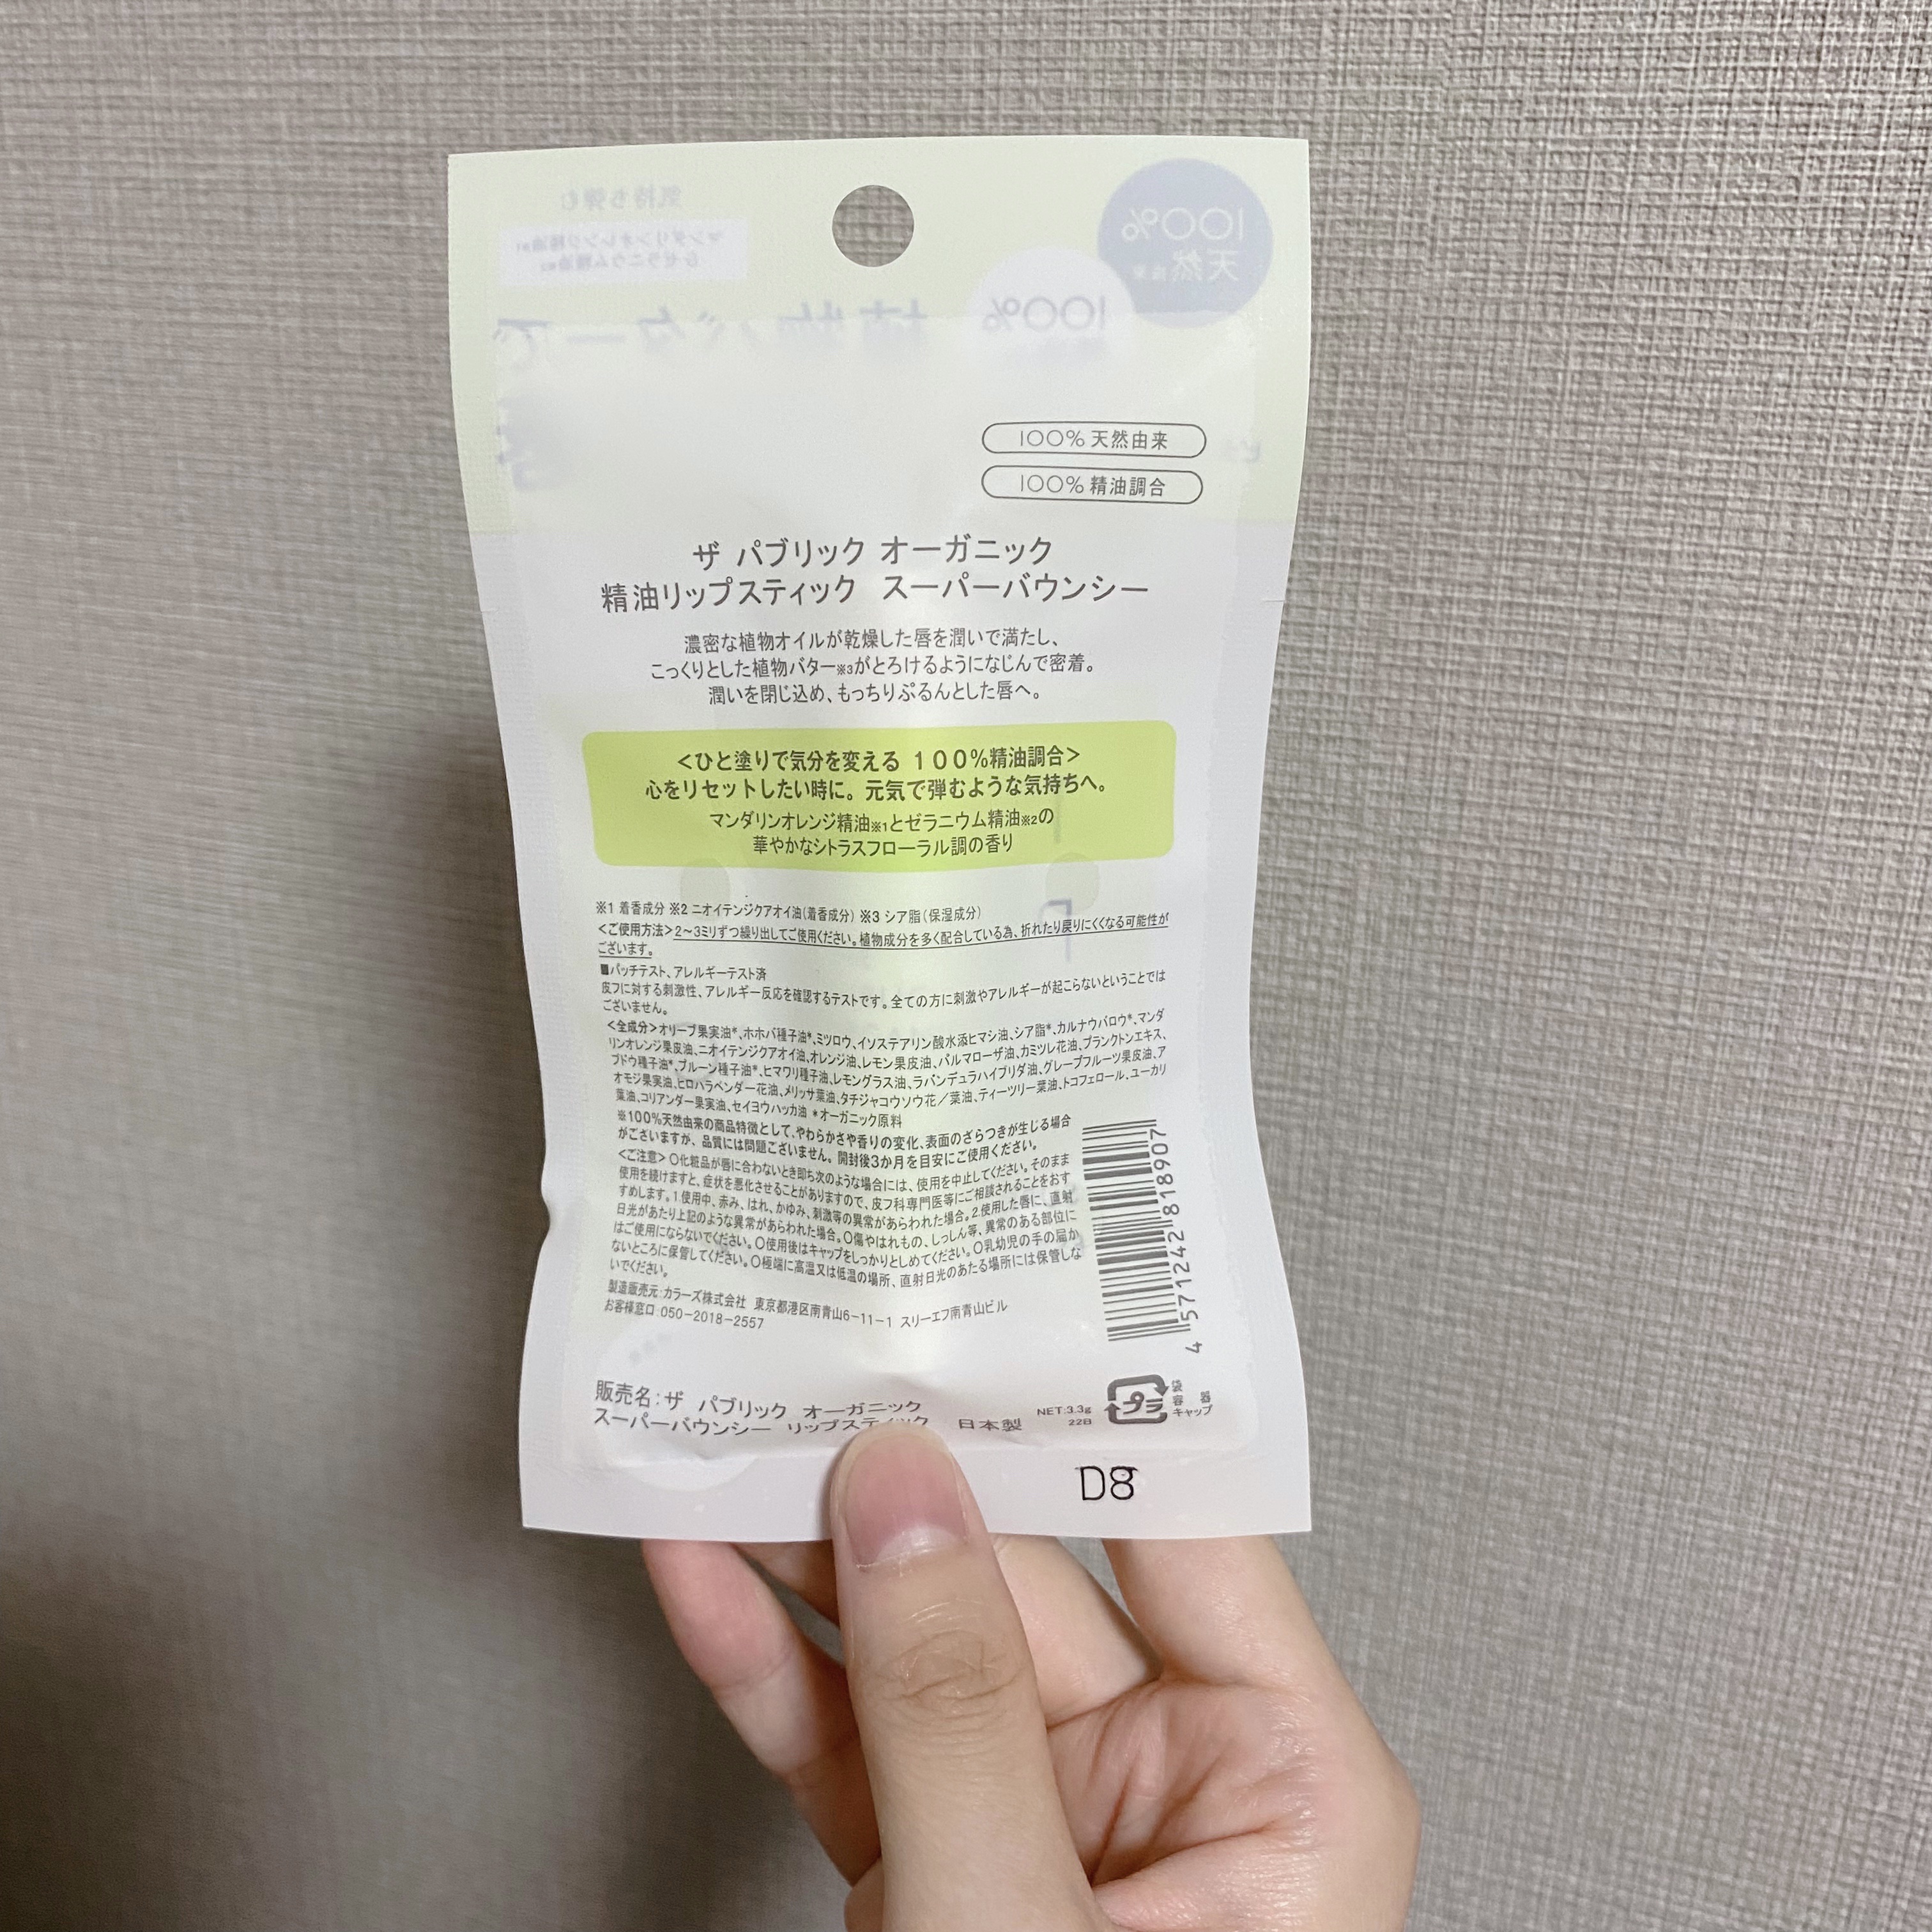 100%天然由来
100%精油調合
ザ パブリック オーガニック
精油リップスティック スーパーバウンシー
濃密な植物オイルが乾燥した唇を潤いで満たし、
こっくりとした植物バター※3がとろけるようになじんで密着。
潤いを閉じ込め、もっちりぷるんとした唇へ。
<ひと塗りで気分を変える 100%精油調合>
心をリセットしたい時に。元気で弾むような気持ちへ。
マンダリンオレンジ精油※1とゼラニウム精油※2の
華やかなシトラスフローラル調の香り
※1 着香成分 ※2 ニオイテンジクアオイ油(着香成分) ※3 シア脂(保湿成分)
<ご使用方法>2~3ミリずつ繰り出してご使用ください。植物成分を多く配合している為、折れたり戻りにくくなる可能性が
ございます。
■パッチテスト、アレルギーテスト済
皮フに対する刺激性、アレルギー反応を確認するテストです。全ての方に刺激やアレルギーが起こらないということでは
ございません。
<全成分>オリーブ果実油*、ホホバ種子油*、ミツロウ、イソステアリン酸水添ヒマシ油、シア脂*、カルナウバロウ*、マンダ
リンオレンジ果皮油、ニオイテンジクアオイ油、オレンジ油、レモン果皮油、パルマローザ油、カミツレ花油、プランクトンエキス、
ブドウ種子油*、プルーン種子油*、ヒマワリ種子油、レモングラス油、ラバンデュラハイブリダ油、グレープフルーツ果皮油、ア
オモジ果実油、ヒロハラベンダー花油、メリッサ葉油、タチジャコウソウ花/葉油、ティーツリー葉油、トコフェロール、ユーカリ
葉油、コリアンダー果実油、セイヨウハッカ油 *オーガニック原料
※100%天然由来の商品特徴として、やわらかさや香りの変化、表面のざらつきが生じる場合
がございますが、品質には問題ございません。開封後3か月を目安にご使用ください。
<ご注意>○化粧品が唇に合わないとき即ち次のような場合には、使用を中止してください。そのまま
使用を続けますと、症状を悪化させることがありますので、皮フ科専門医等にご相談されることをおす
すめします。1.使用中、赤み、はれ、かゆみ、刺激等の異常があらわれた場合。2.使用した唇に、直射
日光があたり上記のような異常があらわれた場合。○傷やはれもの、しっしん等、異常のある部位に
はご使用にならないでください。○使用後はキャップをしっかりとしめてください。○乳幼児の手の届か
ないところに保管してください。○極端に高温又は低温の場所、直射日光のあたる場所には保管しな
いでください。
製造販売元:カラーズ株式会社 東京都港区南青山6-11-1 スリーエフ南青山ビル
お客様窓口:050-2018-2557
4 571242 818907
販売名:ザ パブリック オーガニック
スーパーバウンシー リップスティック 日本製
NET:3.3g
22B
プラ
袋
容器
キャップ
D8